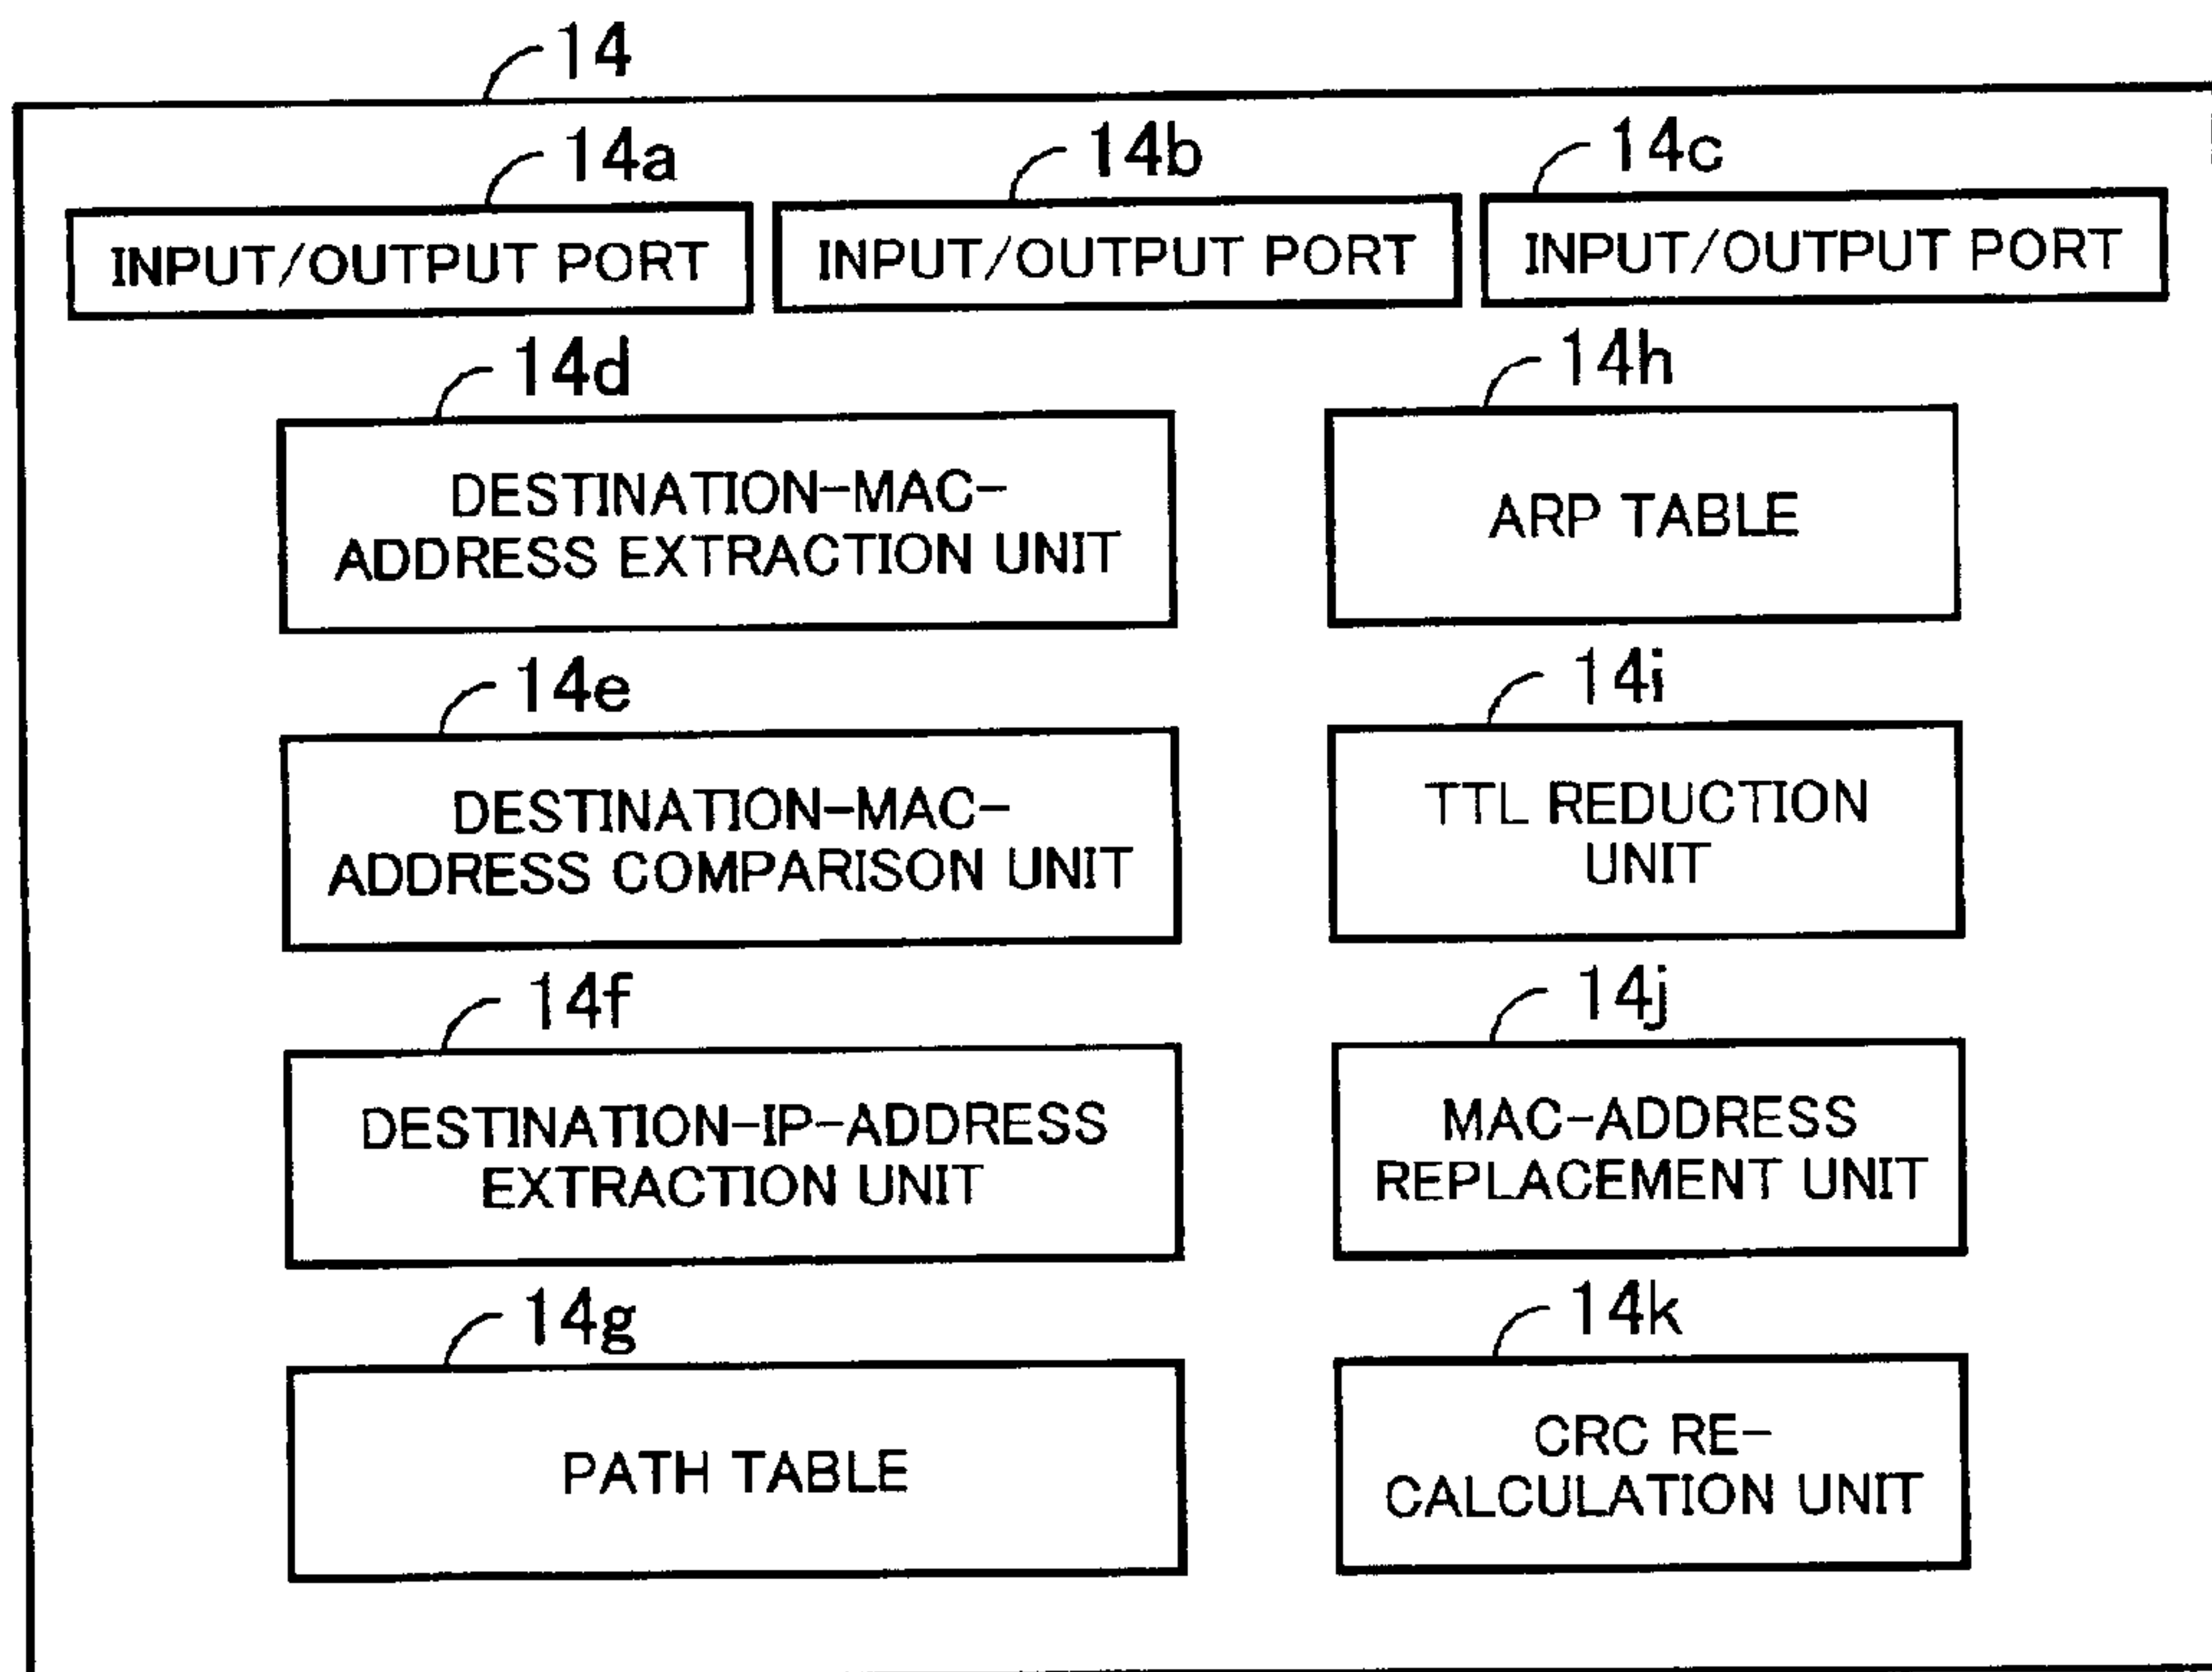 14
14a
14b
14c
INPUT/OUTPUT PORT
INPUT/OUTPUT PORT
INPUT/OUTPUT PORT
14d
DESTINATION-MAC-
ADDRESS EXTRACTION UNIT
14h
ARP TABLE
14e
DESTINATION-MAC-
ADDRESS COMPARISON UNIT
14i
TTL REDUCTION
UNIT
14f
DESTINATION-IP-ADDRESS
EXTRACTION UNIT
14j
MAC-ADDRESS
REPLACEMENT UNIT
14g
PATH TABLE
14k
CRC RE-
CALCULATION UNIT